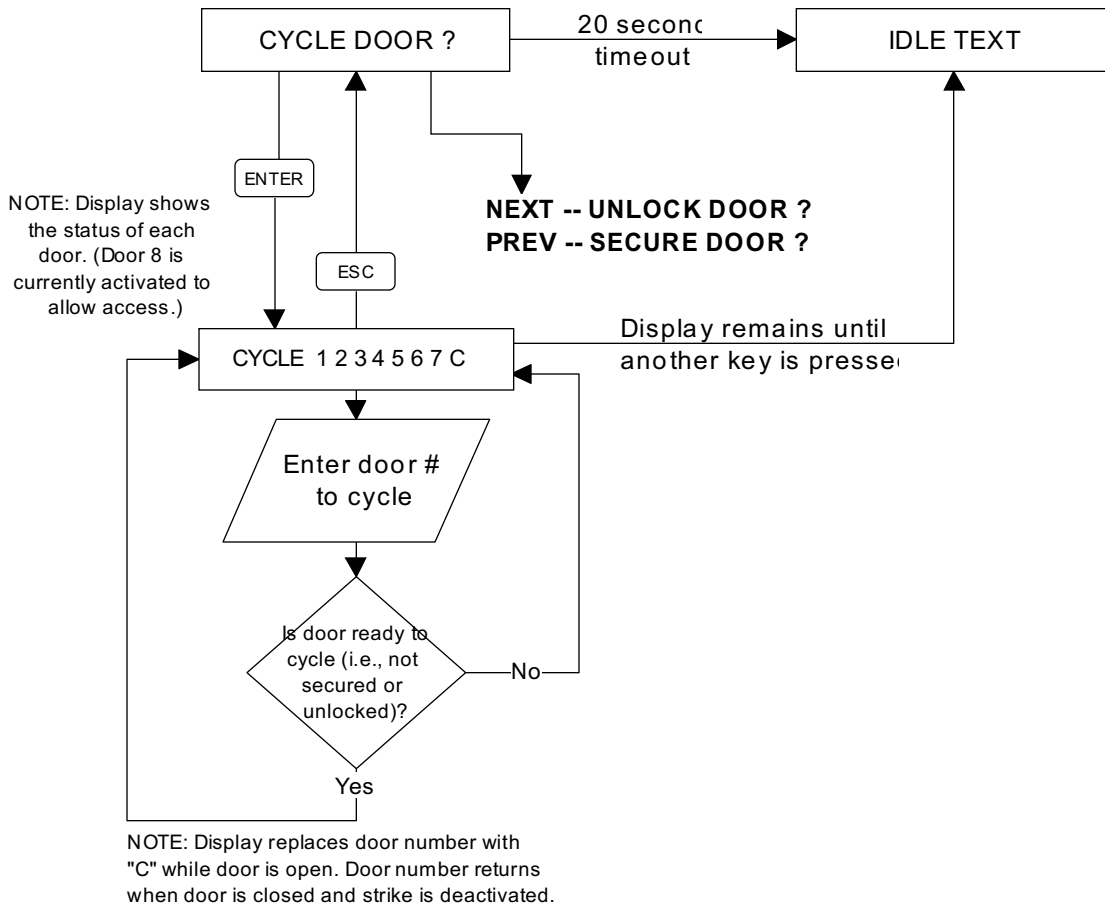 CYCLE DOOR ?
20 second
timeout
IDLE TEXT
ENTER
NOTE: Display shows
the status of each
door. (Door 8 is
currently activated to
allow access.)
NEXT -- UNLOCK DOOR ?
PREV -- SECURE DOOR ?
ESC
CYCLE 1 2 3 4 5 6 7 C
Display remains until
another key is pressed
Enter door #
to cycle
Is door ready to
cycle (i.e., not
secured or
unlocked)?
No
Yes
NOTE: Display replaces door number with
"C" while door is open. Door number returns
when door is closed and strike is deactivated.